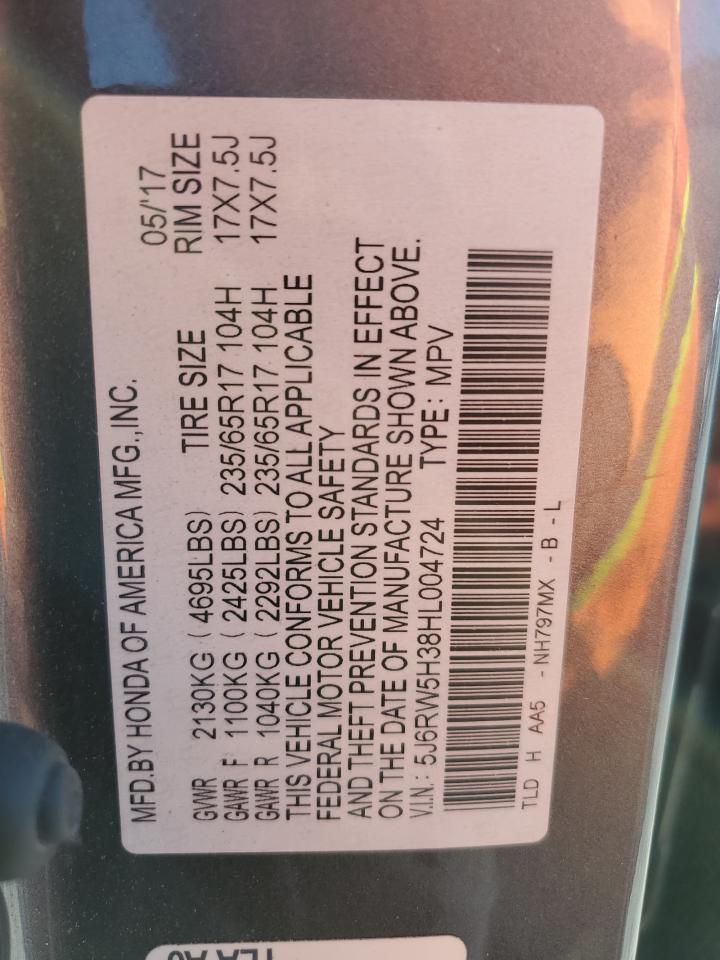 MFD.BY HONDA OF AMERICA MFG.,INC.
05/'17
GVWR 2130KG (4695LBS) TIRE SIZE RIM SIZE
GAWR F 1100KG (2425LBS) 235/65R17 104H 17X7.5J
GAWR R 1040KG (2292LBS) 235/65R17 104H 17X7.5J
THIS VEHICLE CONFORMS TO ALL APPLICABLE
FEDERAL MOTOR VEHICLE SAFETY
AND THEFT PREVENTION STANDARDS IN EFFECT
ON THE DATE OF MANUFACTURE SHOWN ABOVE.
V.I.N.: 5J6RW5H38HL004724 TYPE: MPV
TLD H AA5 - NH797MX - B - L